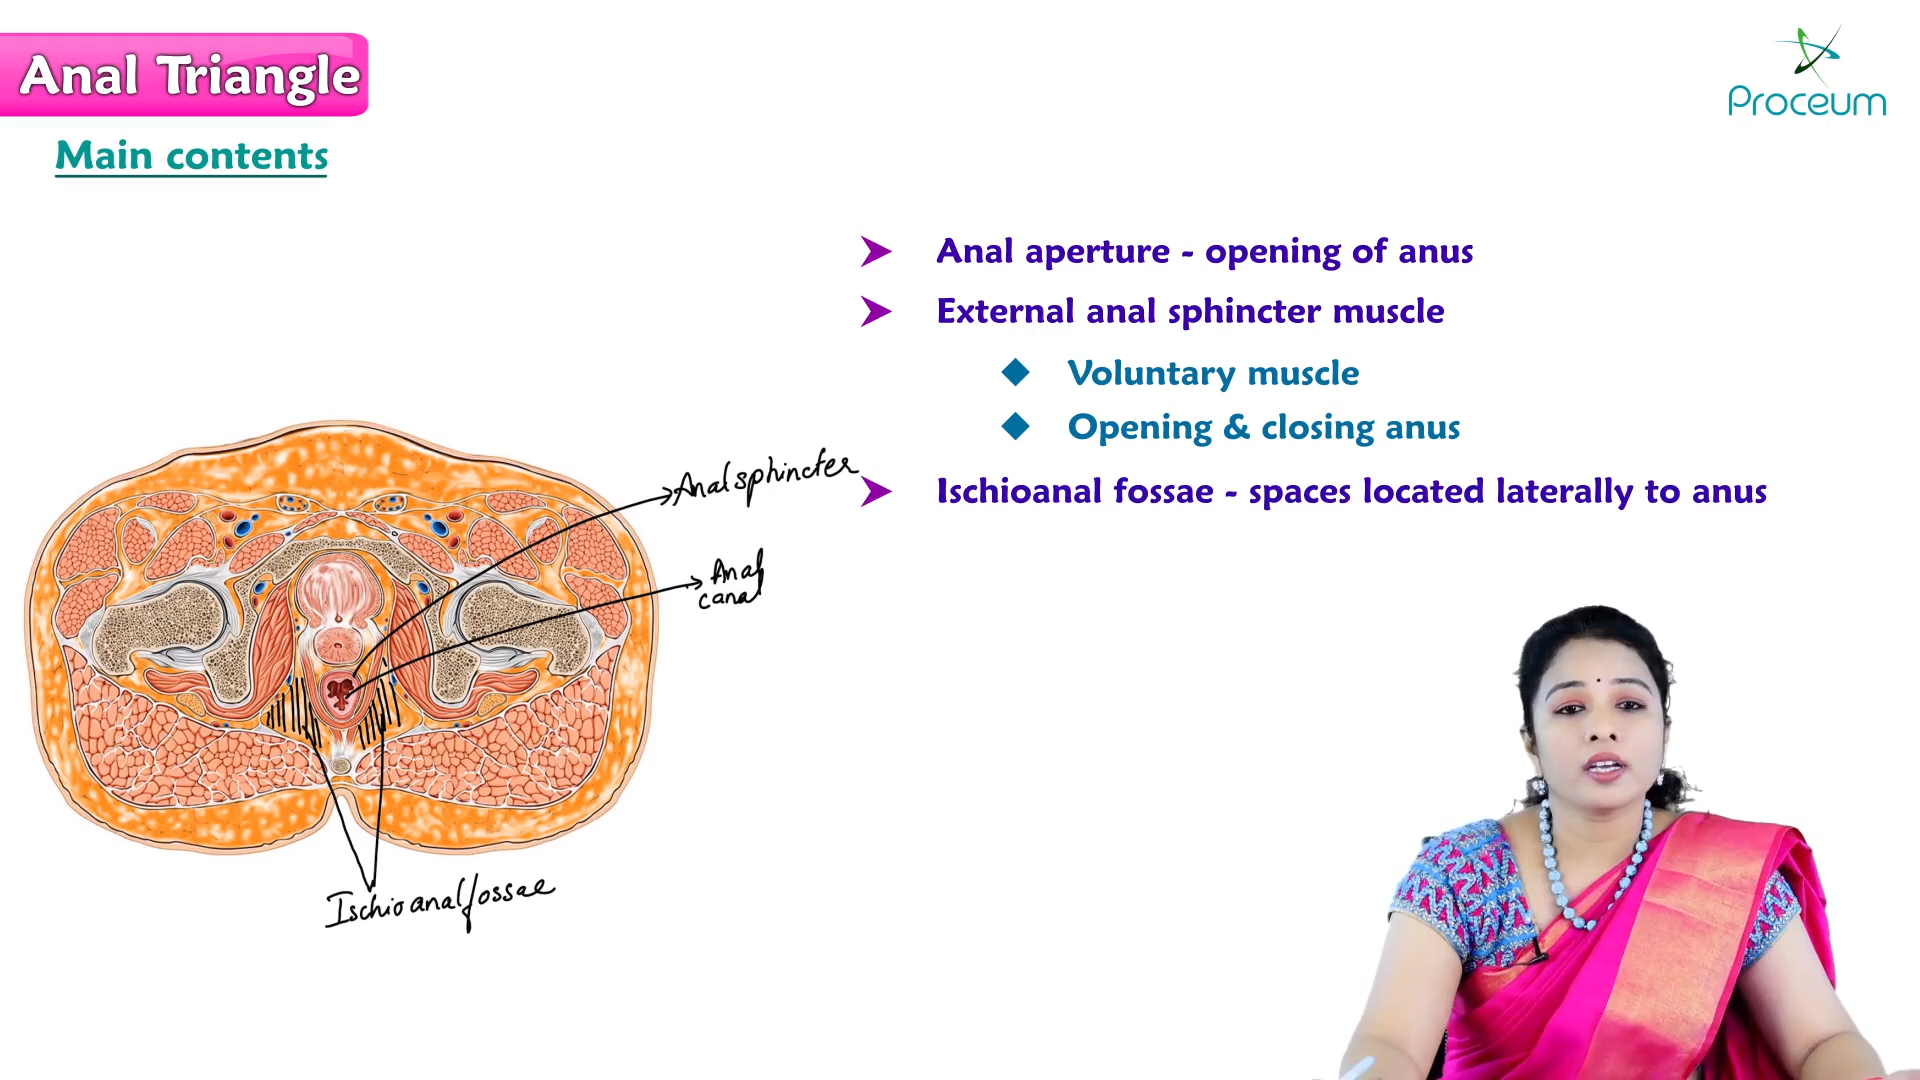 Anal Triangle
Proceum
Main contents
Anal aperture - opening of anus
External anal sphincter muscle
Voluntary muscle
Opening & closing anus
Ischioanal fossae - spaces located laterally to anus
Anal sphincter
Anal
canal
Ischioanal fossae